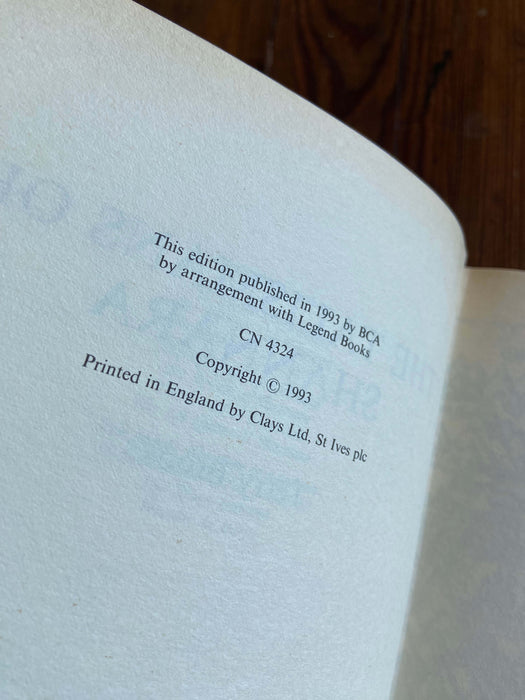 This edition published in 1993 by BCA
by arrangement with Legend Books
CN 4324
Copyright © 1993
Printed in England by Clays Ltd, St Ives plc